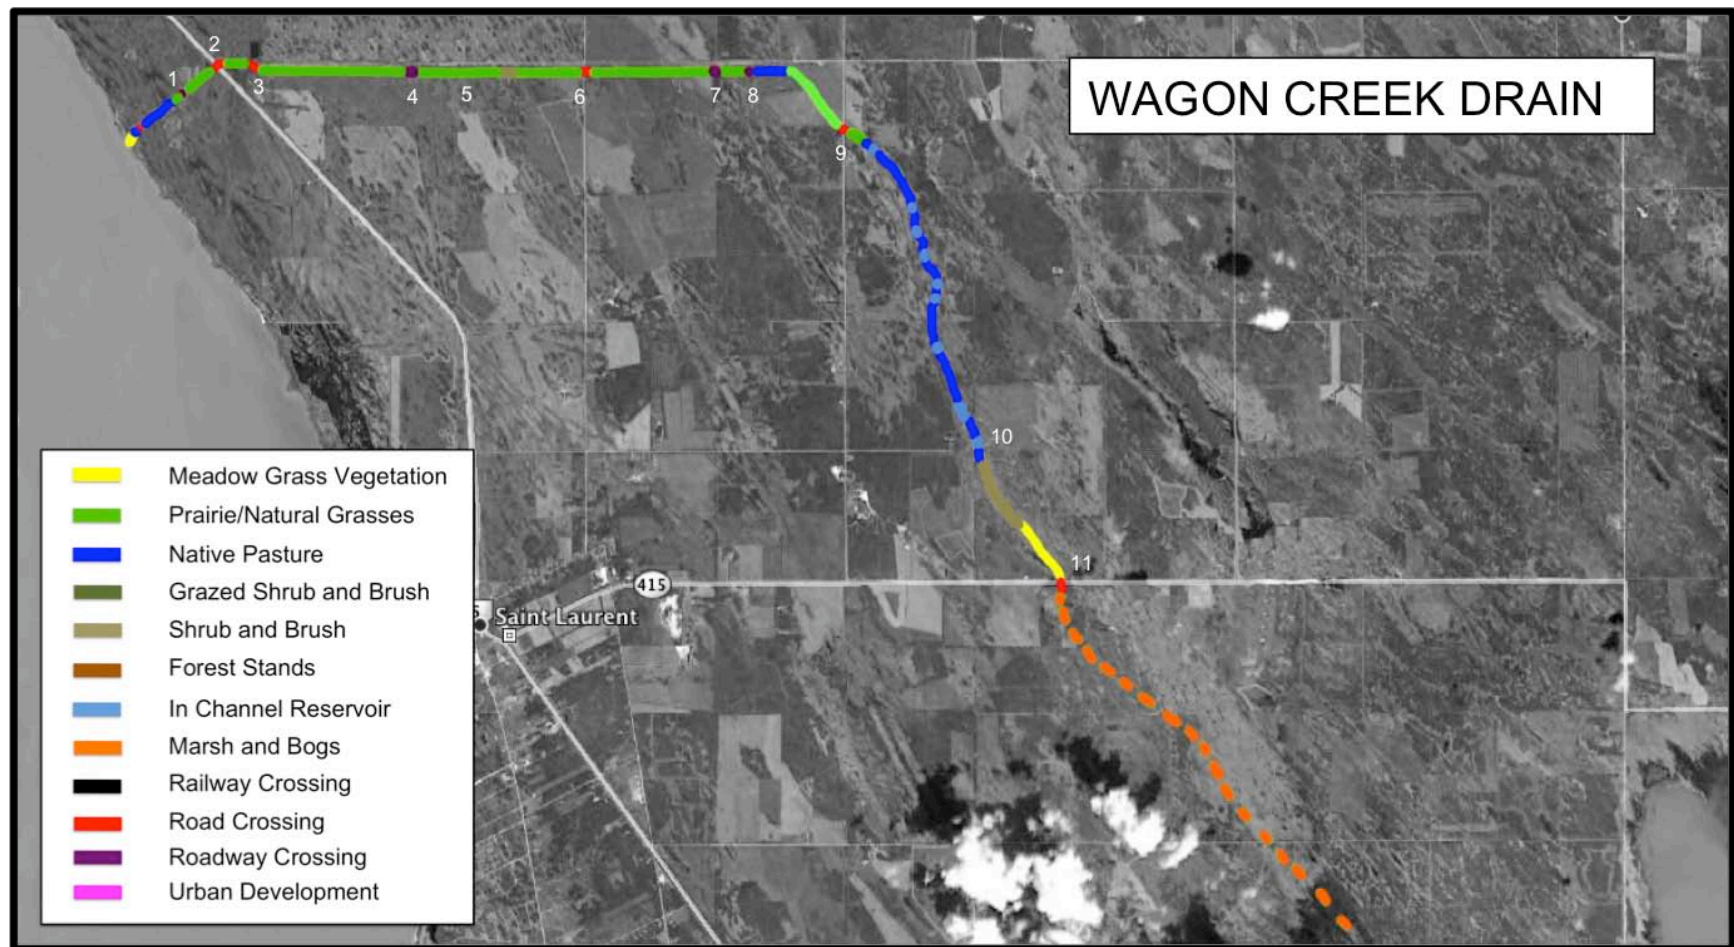 WAGON CREEK DRAIN
1
2
3
4
5
6
7
8
9
10
11
415
Saint Laurent
Meadow Grass Vegetation
Prairie/Natural Grasses
Native Pasture
Grazed Shrub and Brush
Shrub and Brush
Forest Stands
In Channel Reservoir
Marsh and Bogs
Railway Crossing
Road Crossing
Roadway Crossing
Urban Development